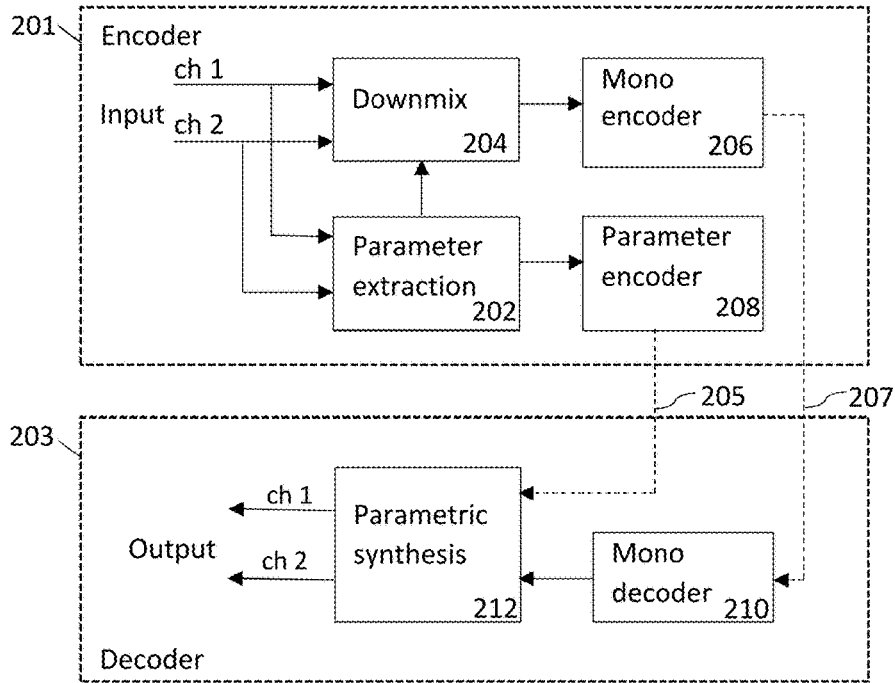 201
Encoder
ch 1
Input
ch 2
Downmix
204
Mono
encoder
206
Parameter
extraction
202
Parameter
encoder
208
205
207
203
ch 1
Output
ch 2
Parametric
synthesis
212
Mono
decoder
210
Decoder